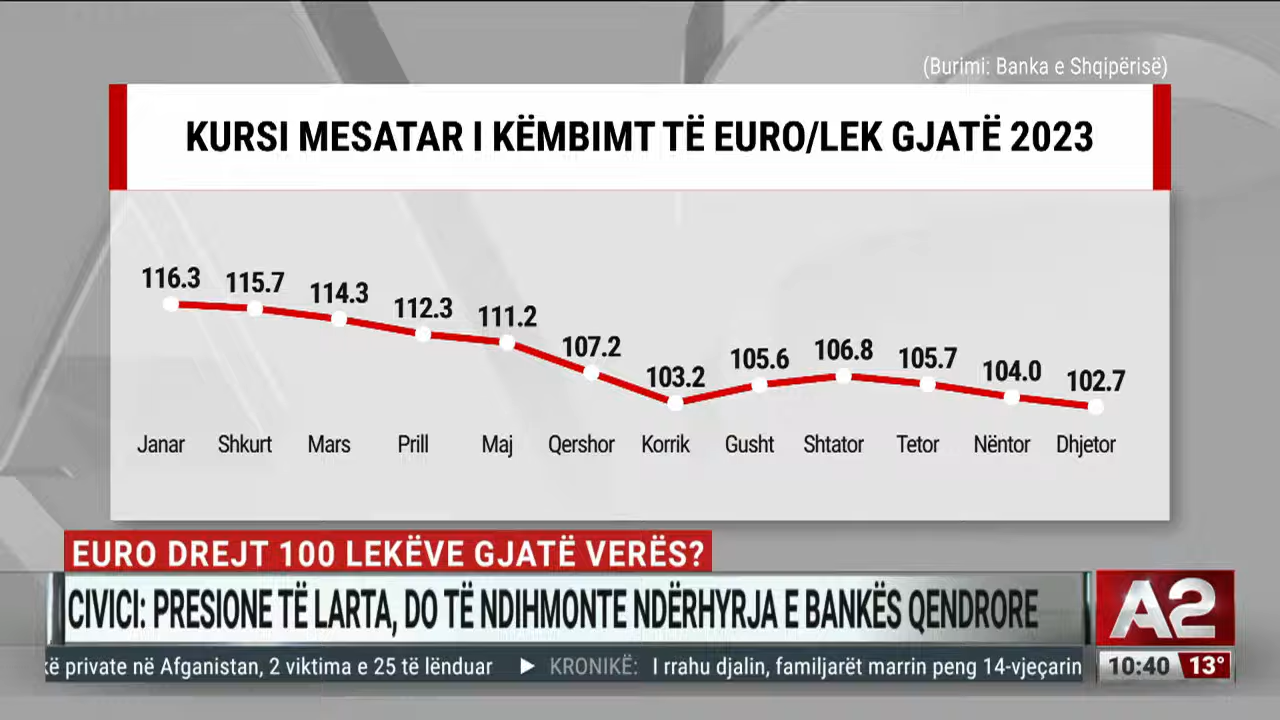 (Burimi: Banka e Shqipërisë)
KURSI MESATAR I KËMBIMT TË EURO/LEK GJATË 2023
116.3 115.7 114.3 112.3 111.2 107.2 103.2 105.6 106.8 105.7 104.0 102.7
Janar Shkurt Mars Prill Maj Qershor Korrik Gusht Shtator Tetor Nëntor Dhjetor
EURO DREJT 100 LEKËVE GJATË VERËS?
CIVICI: PRESIONE TË LARTA, DO TË NDIHMONTE NDËRHYRJA E BANKËS QENDRORE
A2
kë private në Afganistan, 2 viktima e 25 të lënduar ▶ KRONIKË: I rrahu djalin, familjarët marrin peng 14-vjeçarin
10:40 13°